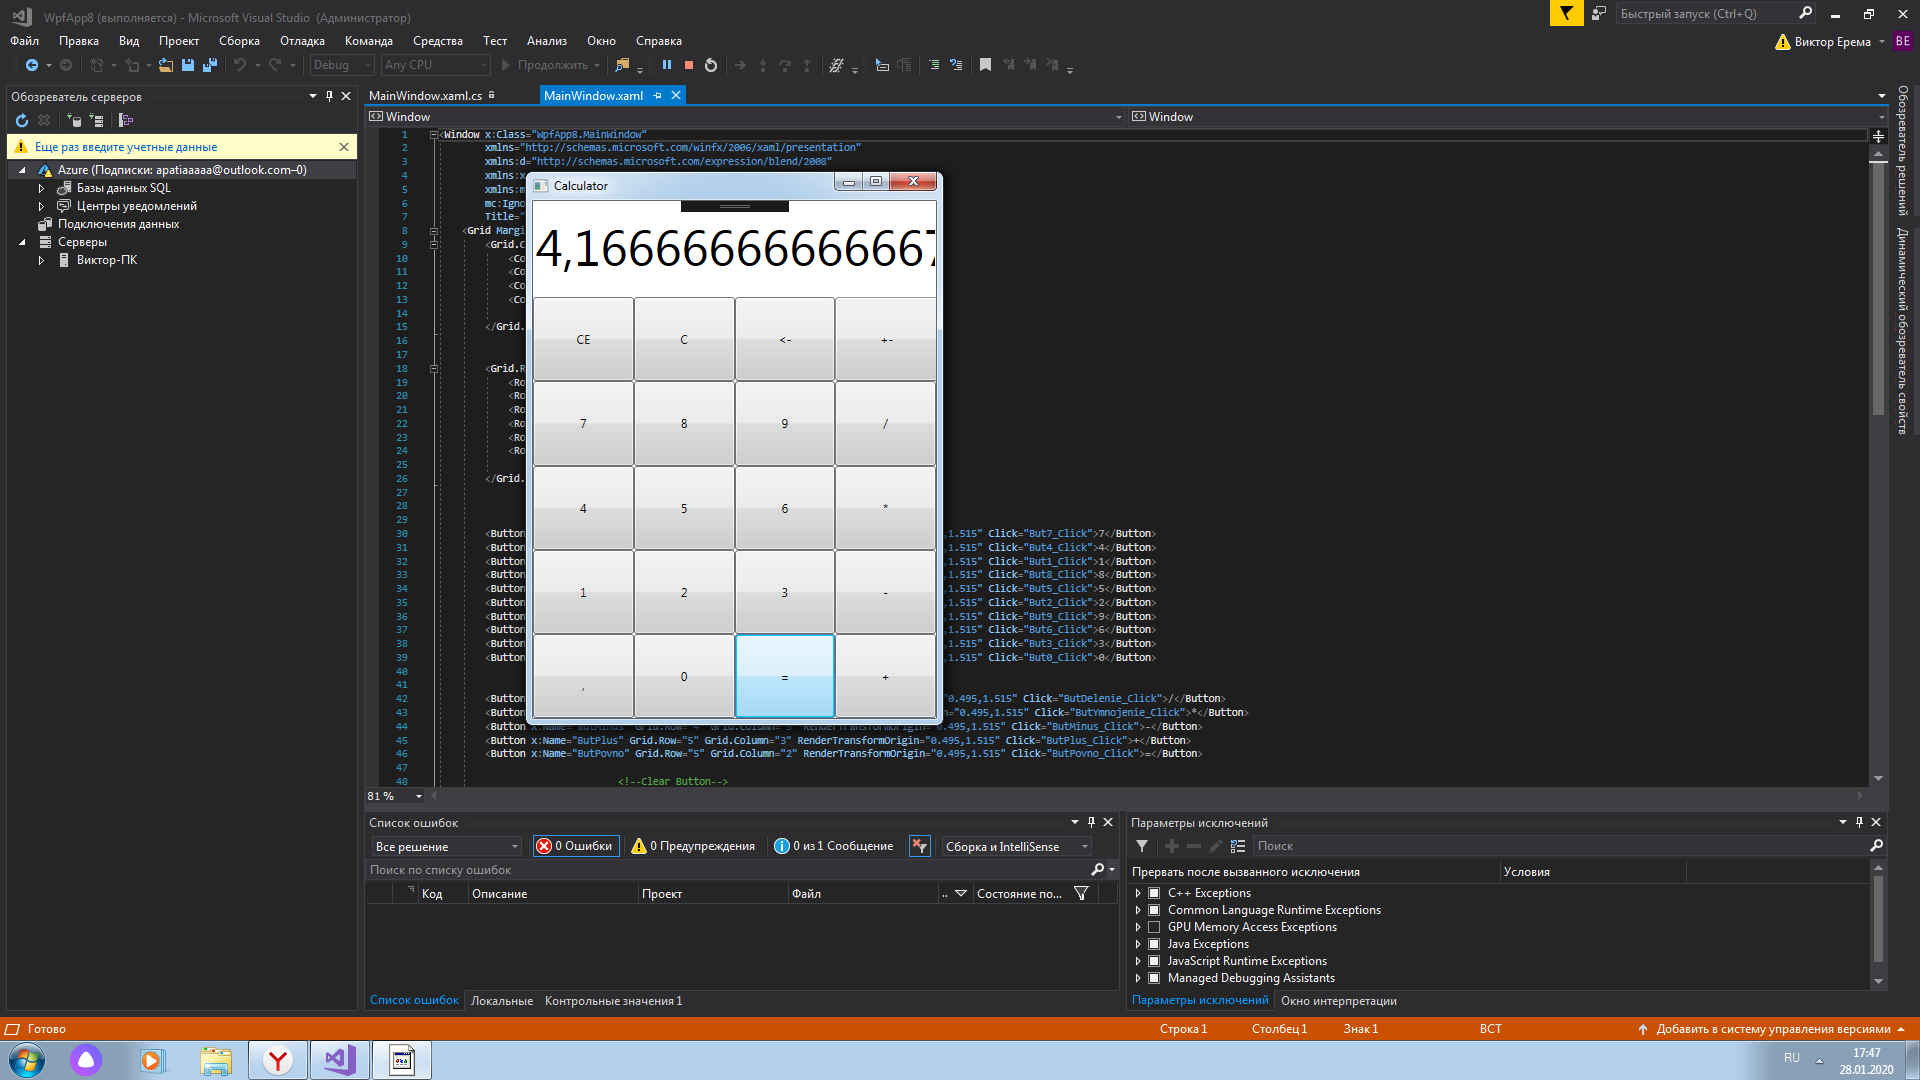 WpfApp8 (выполняется) - Microsoft Visual Studio (Администратор)
Быстрый запуск (Ctrl+Q)
Файл Правка Вид Проект Сборка Отладка Команда Средства Тест Анализ Окно Справка
Виктор Ерема BE
Debug Any CPU Продолжить
Обозреватель серверов
Еще раз введите учетные данные
Azure (Подписки: apatiaaaaa@outlook.com–0)
Базы данных SQL
Центры уведомлений
Подключения данных
Серверы
Виктор-ПК
MainWindow.xaml.cs MainWindow.xaml
Window Window
1 <Window x:Class="WpfApp8.MainWindow"
2 xmlns="http://schemas.microsoft.com/winfx/2006/xaml/presentation"
3 xmlns:d="http://schemas.microsoft.com/expression/blend/2008"
4 xmlns:x
5 xmlns:m
6 mc:Igno
7 Title="
8 <Grid Margi
9 <Grid.C
10 <Co
11 <Co
12 <Co
13 <Co
14
15 </Grid.
16
17
18 <Grid.R
19 <Ro
20 <Ro
21 <Ro
22 <Ro
23 <Ro
24 <Ro
25
26 </Grid.
27
28
29
30 <Button ,1.515" Click="But7_Click">7</Button>
31 <Button ,1.515" Click="But4_Click">4</Button>
32 <Button ,1.515" Click="But1_Click">1</Button>
33 <Button ,1.515" Click="But8_Click">8</Button>
34 <Button ,1.515" Click="But5_Click">5</Button>
35 <Button ,1.515" Click="But2_Click">2</Button>
36 <Button ,1.515" Click="But9_Click">9</Button>
37 <Button ,1.515" Click="But6_Click">6</Button>
38 <Button ,1.515" Click="But3_Click">3</Button>
39 <Button ,1.515" Click="But0_Click">0</Button>
40
41
42 <Button "0.495,1.515" Click="ButDelenie_Click">/</Button>
43 <Button n="0.495,1.515" Click="ButYmnojenie_Click">*</Button>
44 <Button x:Name="ButMinus" Grid.Row="4" Grid.Column="3" RenderTransformOrigin="0.495,1.515" Click="ButMinus_Click">-</Button>
45 <Button x:Name="ButPlus" Grid.Row="5" Grid.Column="3" RenderTransformOrigin="0.495,1.515" Click="ButPlus_Click">+</Button>
46 <Button x:Name="ButPovno" Grid.Row="5" Grid.Column="2" RenderTransformOrigin="0.495,1.515" Click="ButPovno_Click">=</Button>
47
48 <!--Clear Button-->
81 %
Calculator
4,16666666666667
CE C <- +-
7 8 9 /
4 5 6 *
1 2 3 -
, 0 = +
Обозреватель решений
Динамический обозреватель свойств
Список ошибок
Все решение 0 Ошибки 0 Предупреждения 0 из 1 Сообщение Сборка и IntelliSense
Поиск по списку ошибок
Код Описание Проект Файл .. Состояние по...
Список ошибок Локальные Контрольные значения 1
Параметры исключений
Поиск
Прервать после вызванного исключения Условия
C++ Exceptions
Common Language Runtime Exceptions
GPU Memory Access Exceptions
Java Exceptions
JavaScript Runtime Exceptions
Managed Debugging Assistants
Параметры исключений Окно интерпретации
Готово Строка 1 Столбец 1 Знак 1 ВСТ Добавить в систему управления версиями
RU 17:47
28.01.2020